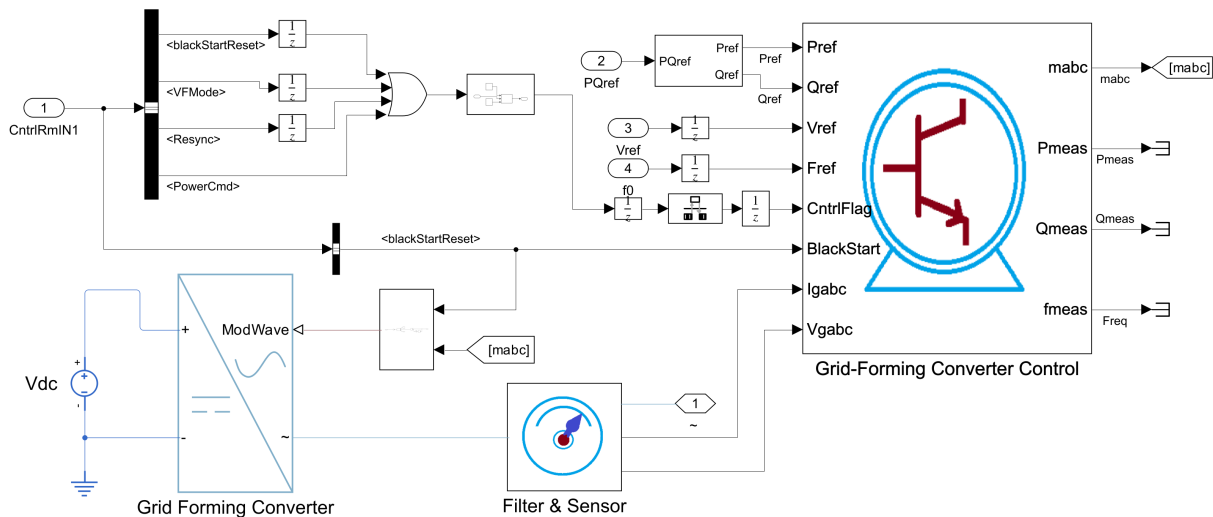 <blackStartReset>
1
z
<VFMode>
1
z
<Resync>
1
z
<PowerCmd>
1
CntrlRmIN1
2
PQref
PQref
Pref
Qref
Pref
Qref
3
Vref
1
z
4
f0
1
z
1
z
1
z
Pref
Qref
Vref
Fref
CntrlFlag
BlackStart
Igabc
Vgabc
mabc
Pmeas
Qmeas
fmeas
mabc
Pmeas
Qmeas
Freq
[mabc]
Grid-Forming Converter Control
<blackStartReset>
Vdc
+
+
-
+
-
~
ModWave
Grid Forming Converter
[mabc]
1
~
Filter & Sensor